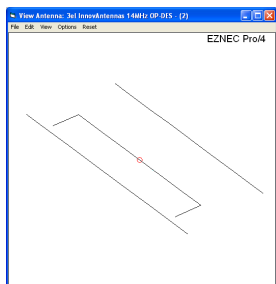 View Antenna: 3el InnovAntennas 14MHz OP-DES - (2)
File Edit View Options Reset
EZNEC Pro/4